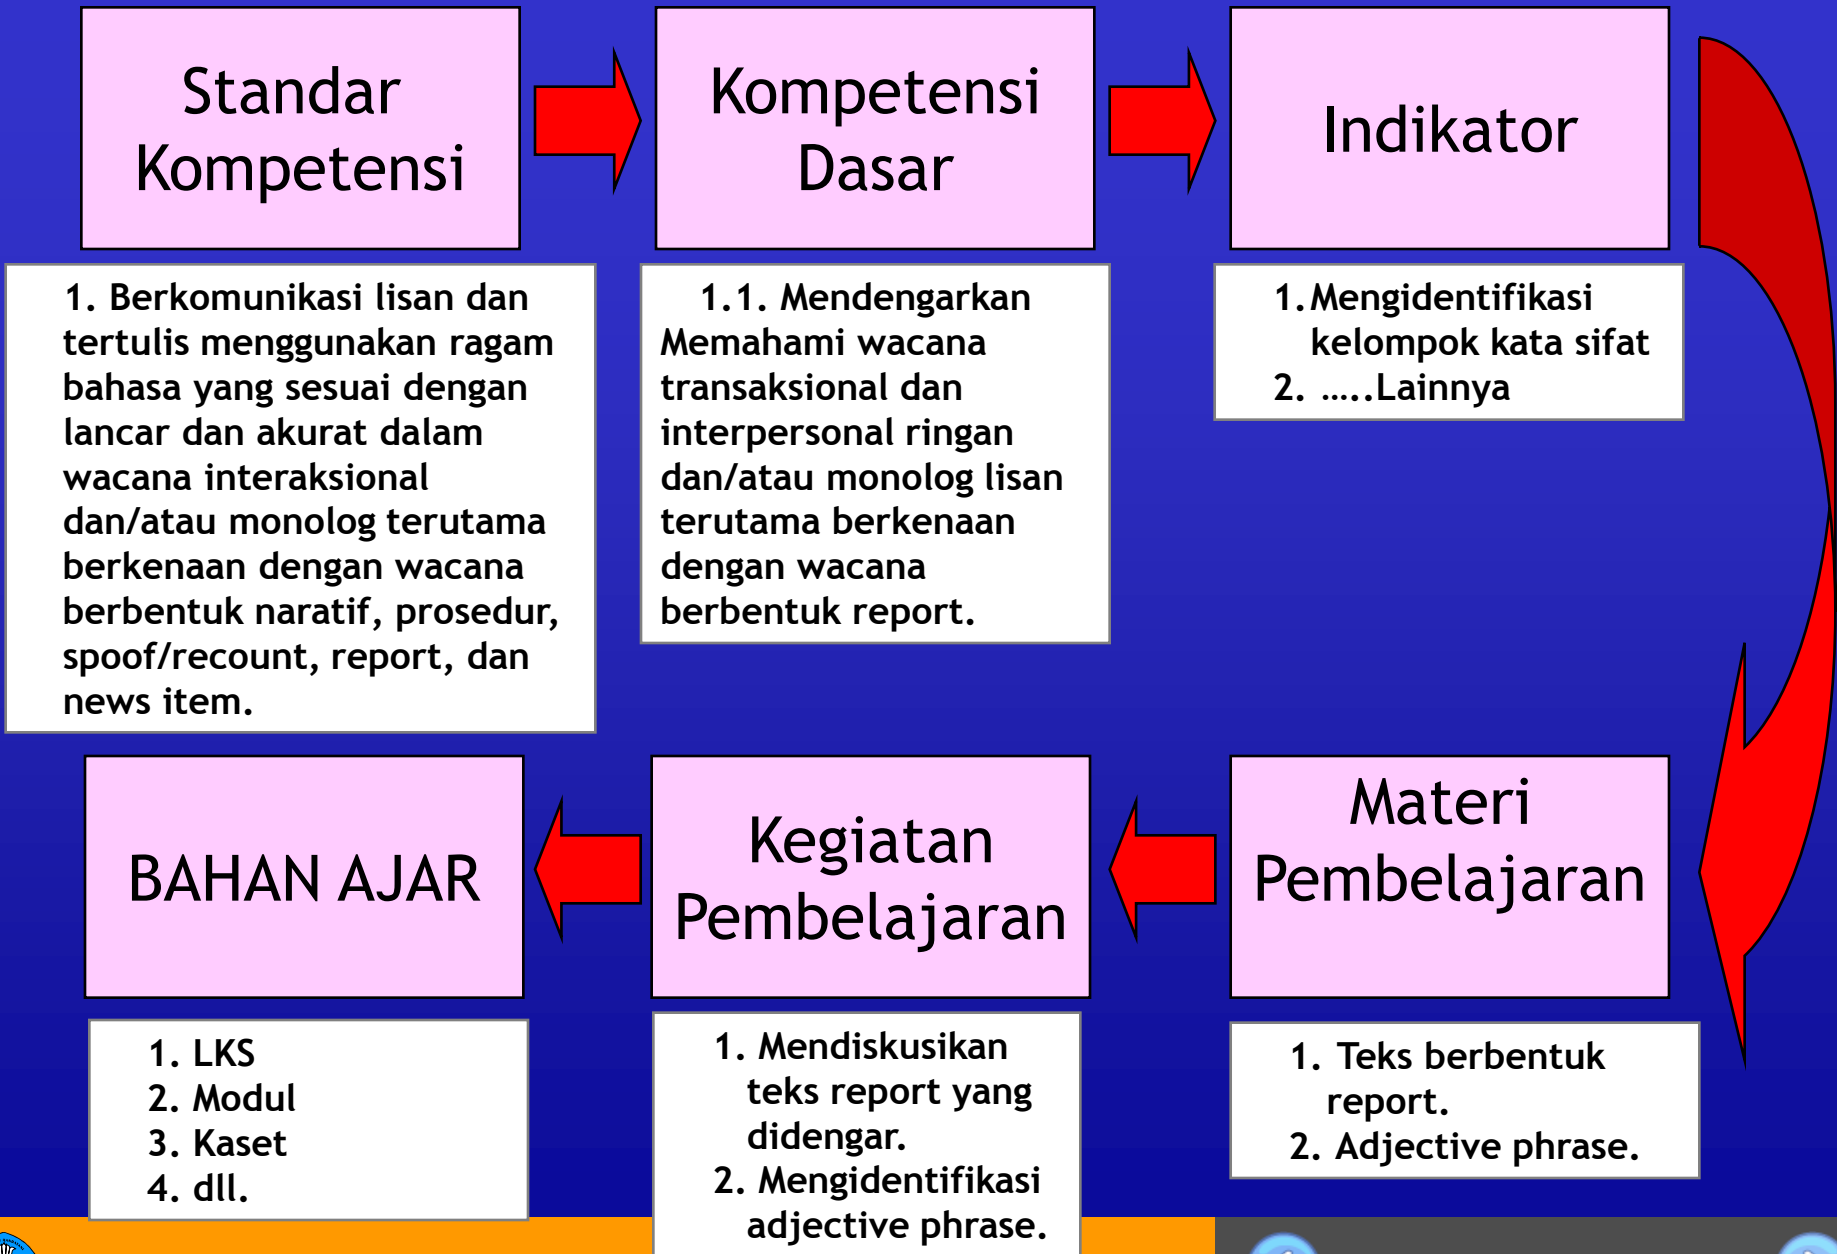 Standar
Kompetensi
Kompetensi
Dasar
Indikator
1. Berkomunikasi lisan dan
tertulis menggunakan ragam
bahasa yang sesuai dengan
lancar dan akurat dalam
wacana interaksional
dan/atau monolog terutama
berkenaan dengan wacana
berbentuk naratif, prosedur,
spoof/recount, report, dan
news item.
1.1. Mendengarkan
Memahami wacana
transaksional dan
interpersonal ringan
dan/atau monolog lisan
terutama berkenaan
dengan wacana
berbentuk report.
1.Mengidentifikasi
kelompok kata sifat
2. …..Lainnya
BAHAN AJAR
Kegiatan
Pembelajaran
Materi
Pembelajaran
1. LKS
2. Modul
3. Kaset
4. dll.
1. Mendiskusikan
teks report yang
didengar.
2. Mengidentifikasi
adjective phrase.
1. Teks berbentuk
report.
2. Adjective phrase.